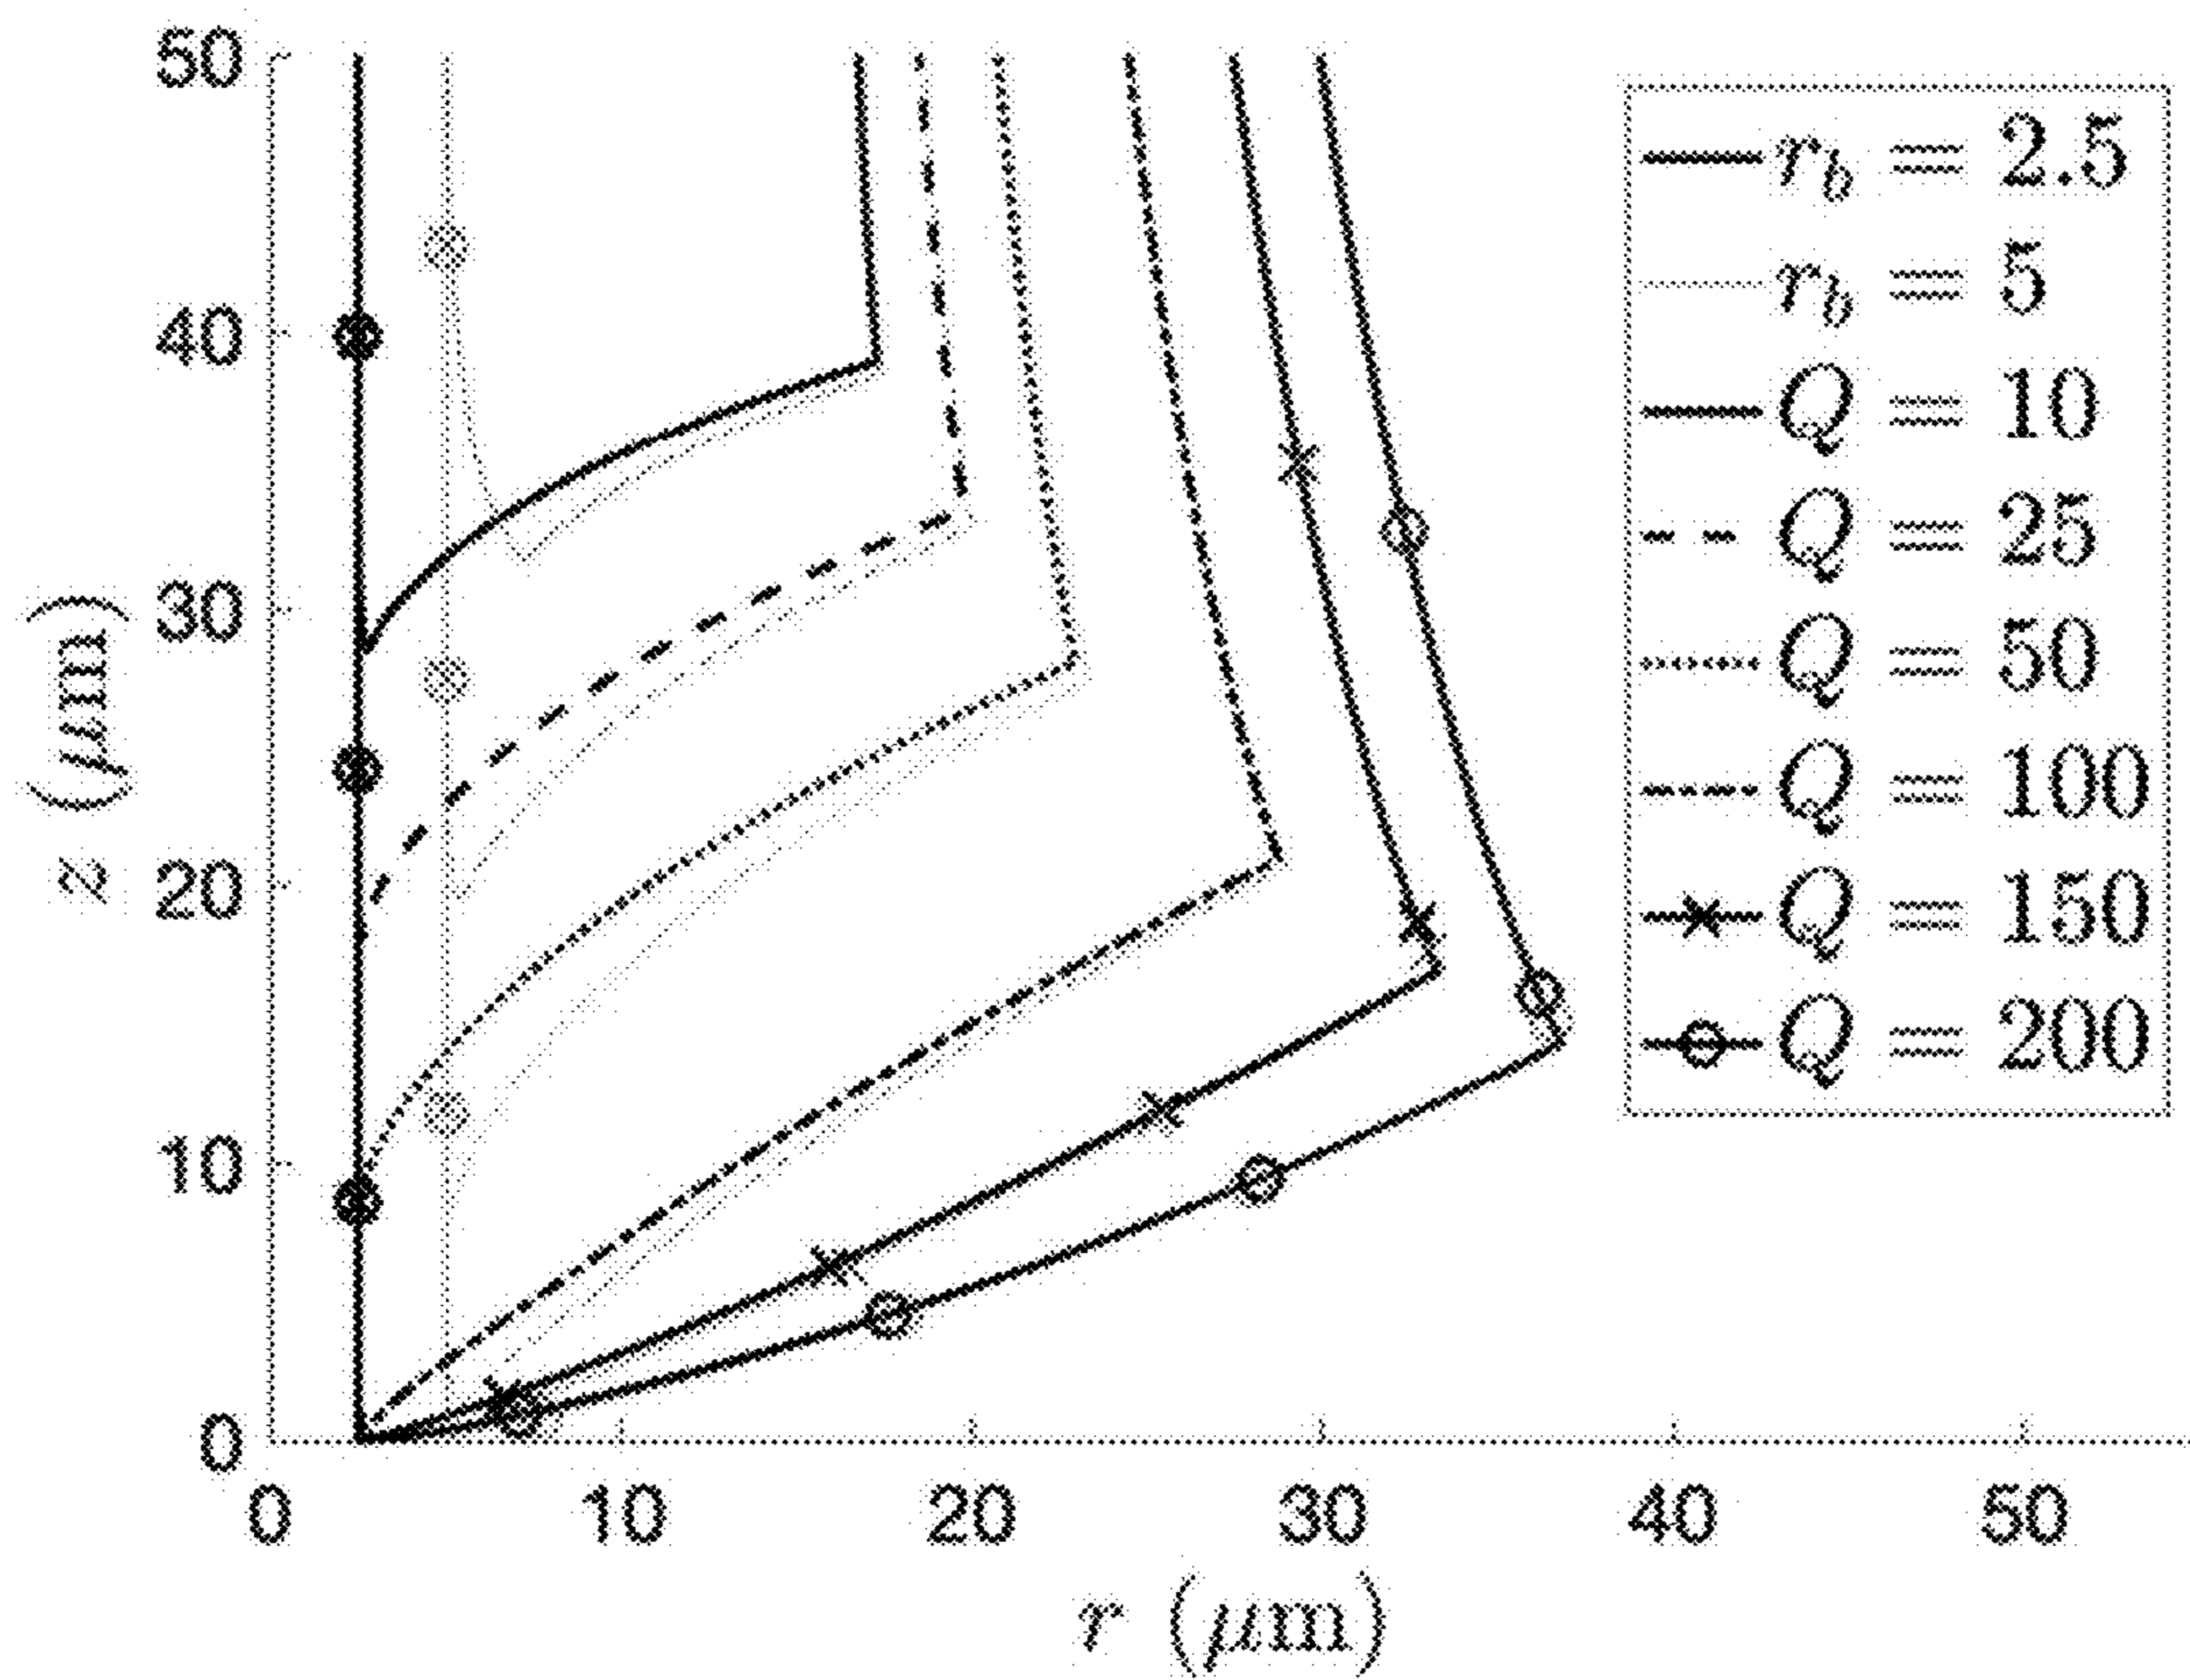 50
40
30
20
10
0
z (μm)
0 10 20 30 40 50
r (μm)
r_b = 2.5
r_b = 5
Q = 10
Q = 25
Q = 50
Q = 100
Q = 150
Q = 200